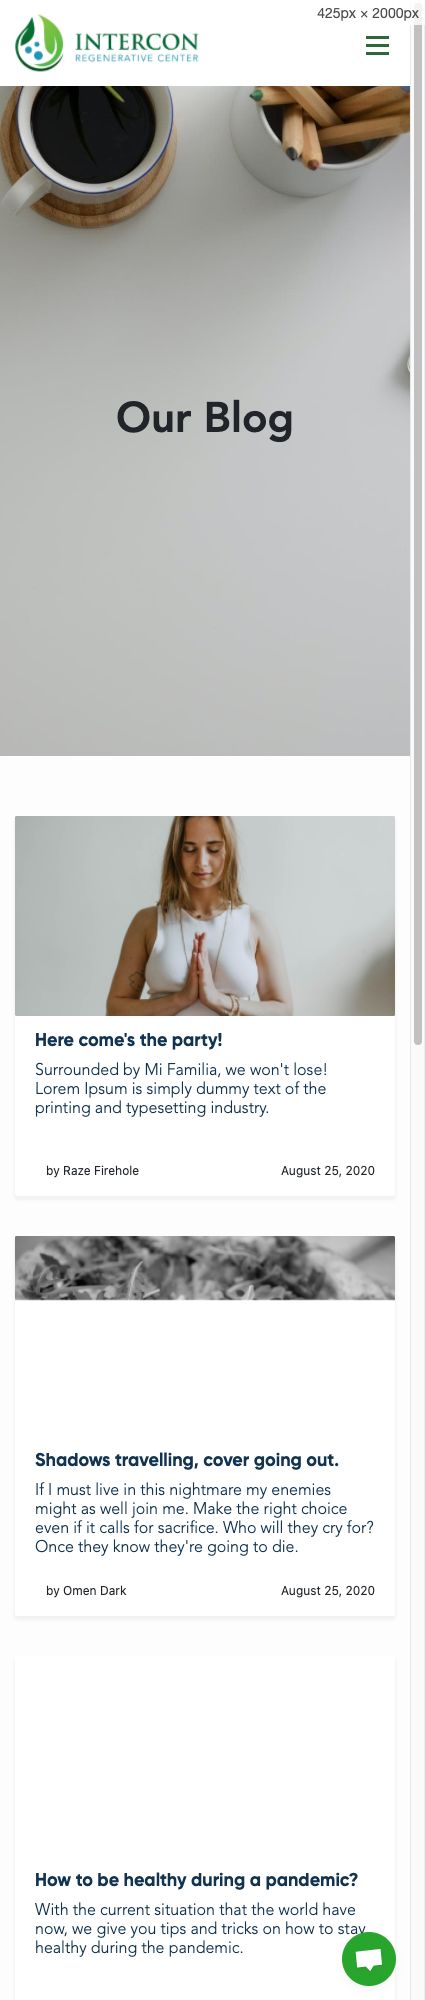 425px × 2000px
INTERCON
REGENERATIVE CENTER
Our Blog
Here come's the party!
Surrounded by Mi Familia, we won't lose!
Lorem Ipsum is simply dummy text of the
printing and typesetting industry.
by Raze Firehole
August 25, 2020
Shadows travelling, cover going out.
If I must live in this nightmare my enemies
might as well join me. Make the right choice
even if it calls for sacrifice. Who will they cry for?
Once they know they're going to die.
by Omen Dark
August 25, 2020
How to be healthy during a pandemic?
With the current situation that the world have
now, we give you tips and tricks on how to stay
healthy during the pandemic.